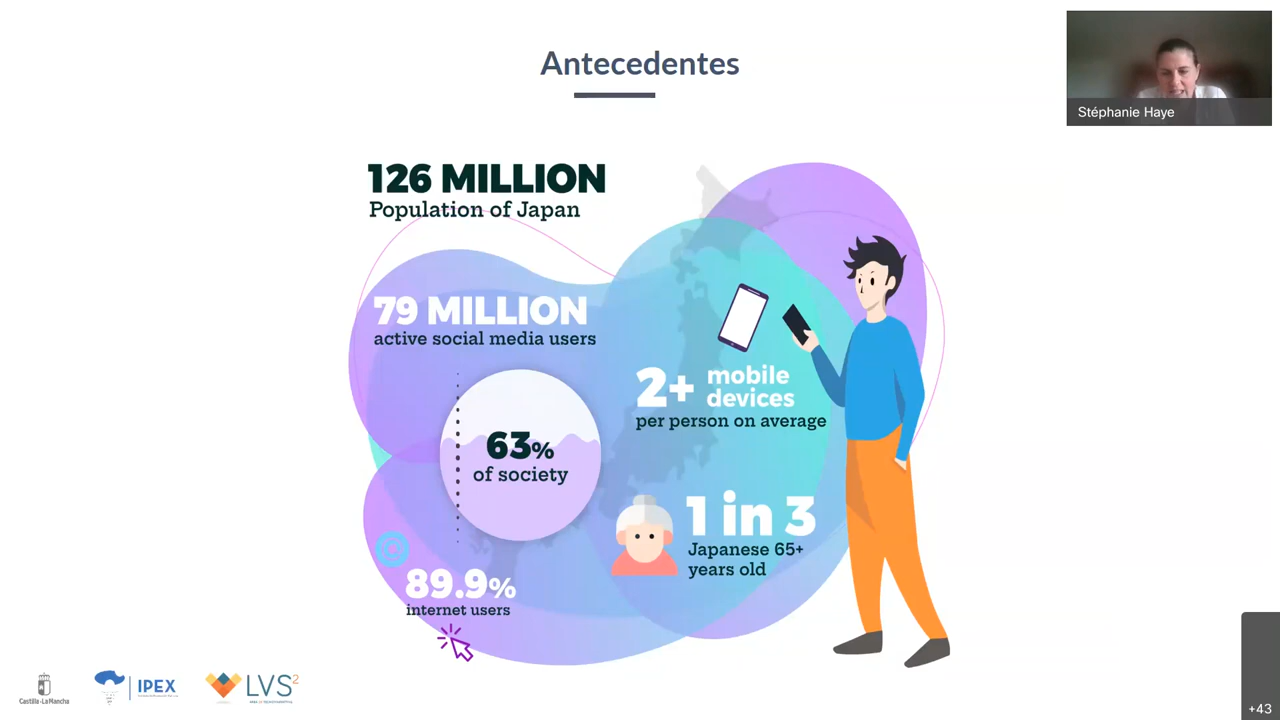 Antecedentes
Stéphanie Haye
126 MILLION
Population of Japan
79 MILLION
active social media users
63%
of society
2+ mobile
devices
per person on average
1 in 3
Japanese 65+
years old
89.9%
internet users
Castilla-La Mancha
IPEX
LVS²
+43